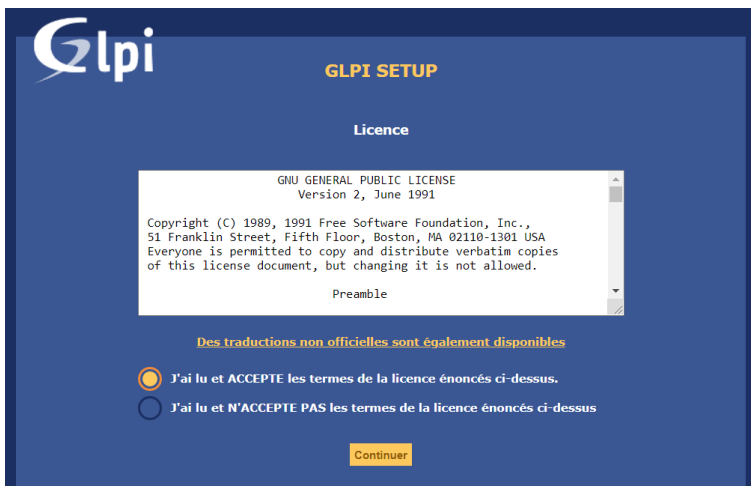 Glpi
GLPI SETUP
Licence
GNU GENERAL PUBLIC LICENSE
Version 2, June 1991
Copyright (C) 1989, 1991 Free Software Foundation, Inc.,
51 Franklin Street, Fifth Floor, Boston, MA 02110-1301 USA
Everyone is permitted to copy and distribute verbatim copies
of this license document, but changing it is not allowed.
Preamble
Des traductions non officielles sont également disponibles
J'ai lu et ACCEPTE les termes de la licence énoncés ci-dessus.
J'ai lu et N'ACCEPTE PAS les termes de la licence énoncés ci-dessus
Continuer